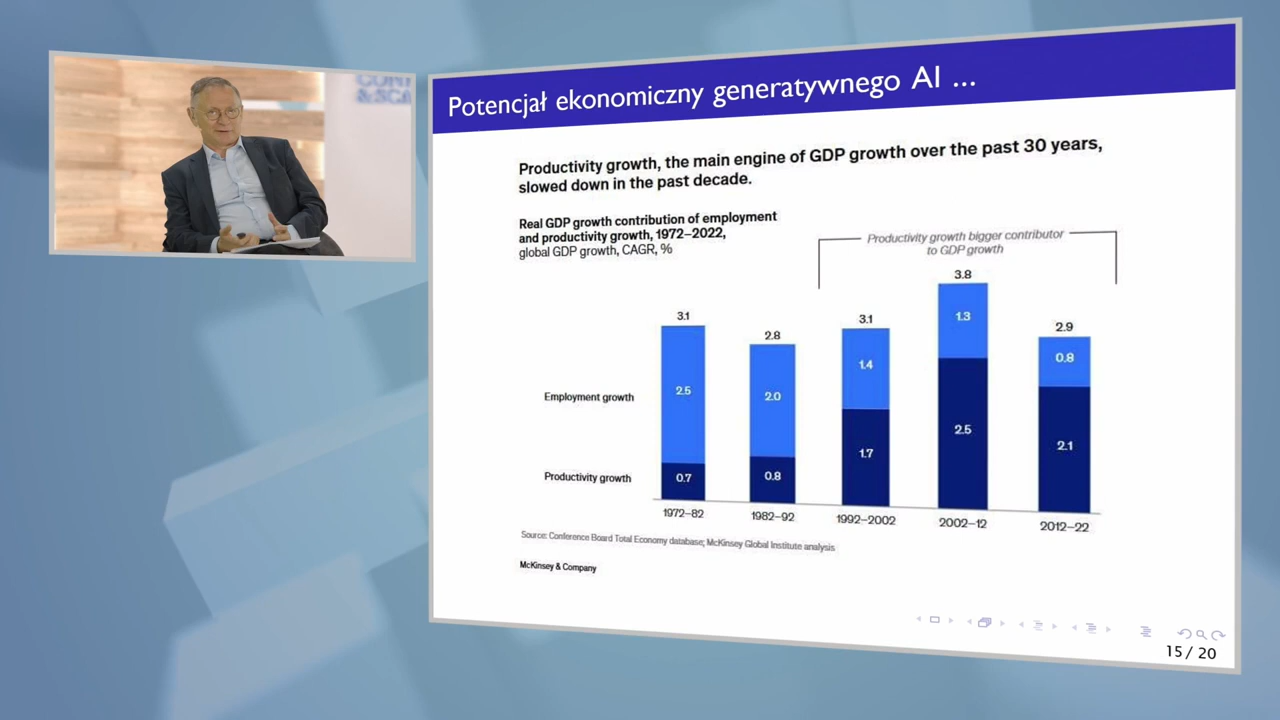 Potencjał ekonomiczny generatywnego AI ...
Productivity growth, the main engine of GDP growth over the past 30 years,
slowed down in the past decade.
Real GDP growth contribution of employment
and productivity growth, 1972–2022,
global GDP growth, CAGR, %
Productivity growth bigger contributor
to GDP growth
3.1
2.8
3.1
3.8
2.9
Employment growth
2.5
2.0
1.4
1.3
0.8
Productivity growth
0.7
0.8
1.7
2.5
2.1
1972–82
1982–92
1992–2002
2002–12
2012–22
Source: Conference Board Total Economy database; McKinsey Global Institute analysis
McKinsey & Company
15 / 20